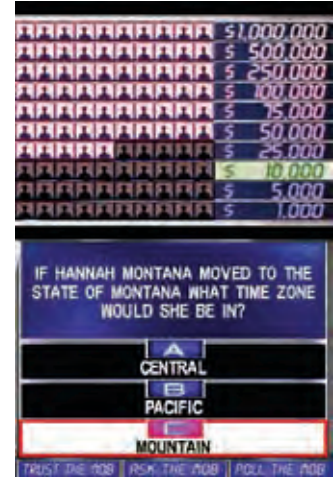 $1,000,000
$ 500,000
$ 250,000
$ 100,000
$ 75,000
$ 50,000
$ 25,000
$ 10,000
$ 5,000
$ 1,000
IF HANNAH MONTANA MOVED TO THE
STATE OF MONTANA WHAT TIME ZONE
WOULD SHE BE IN?
A
CENTRAL
B
PACIFIC
C
MOUNTAIN
TRUST THE MOB ASK THE MOB POLL THE MOB